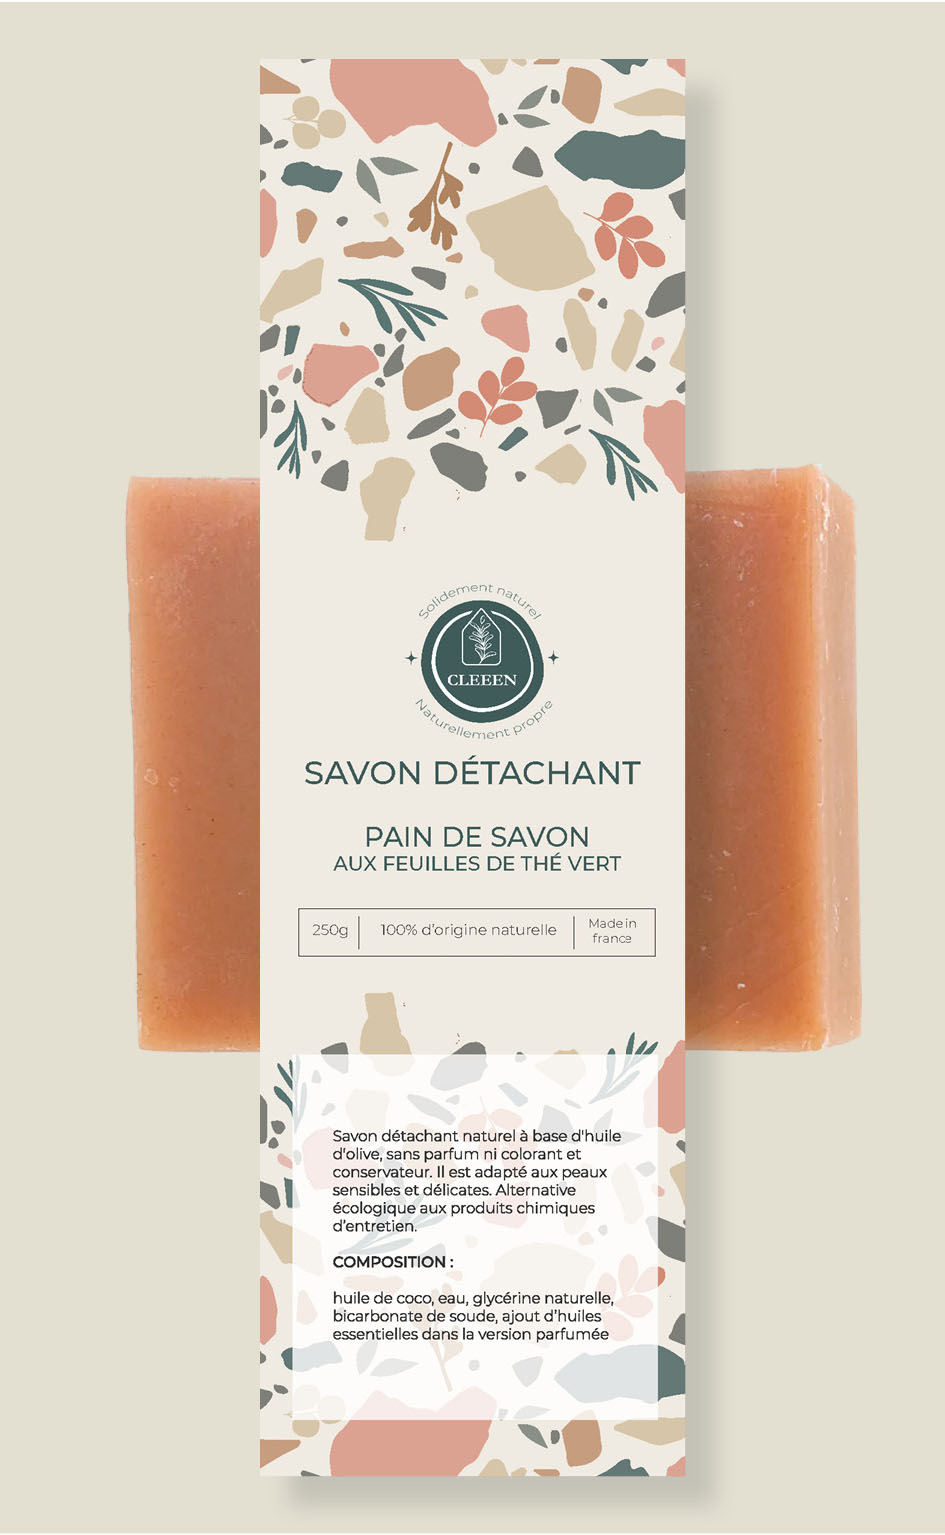 Solidement naturel
CLEEEN
Naturellement propre
SAVON DÉTACHANT
PAIN DE SAVON
AUX FEUILLES DE THÉ VERT
250g
100% d'origine naturelle
Made in
france
Savon détachant naturel à base d'huile
d'olive, sans parfum ni colorant et
conservateur. Il est adapté aux peaux
sensibles et délicates. Alternative
écologique aux produits chimiques
d'entretien.
COMPOSITION :
huile de coco, eau, glycérine naturelle,
bicarbonate de soude, ajout d'huiles
essentielles dans la version parfumée